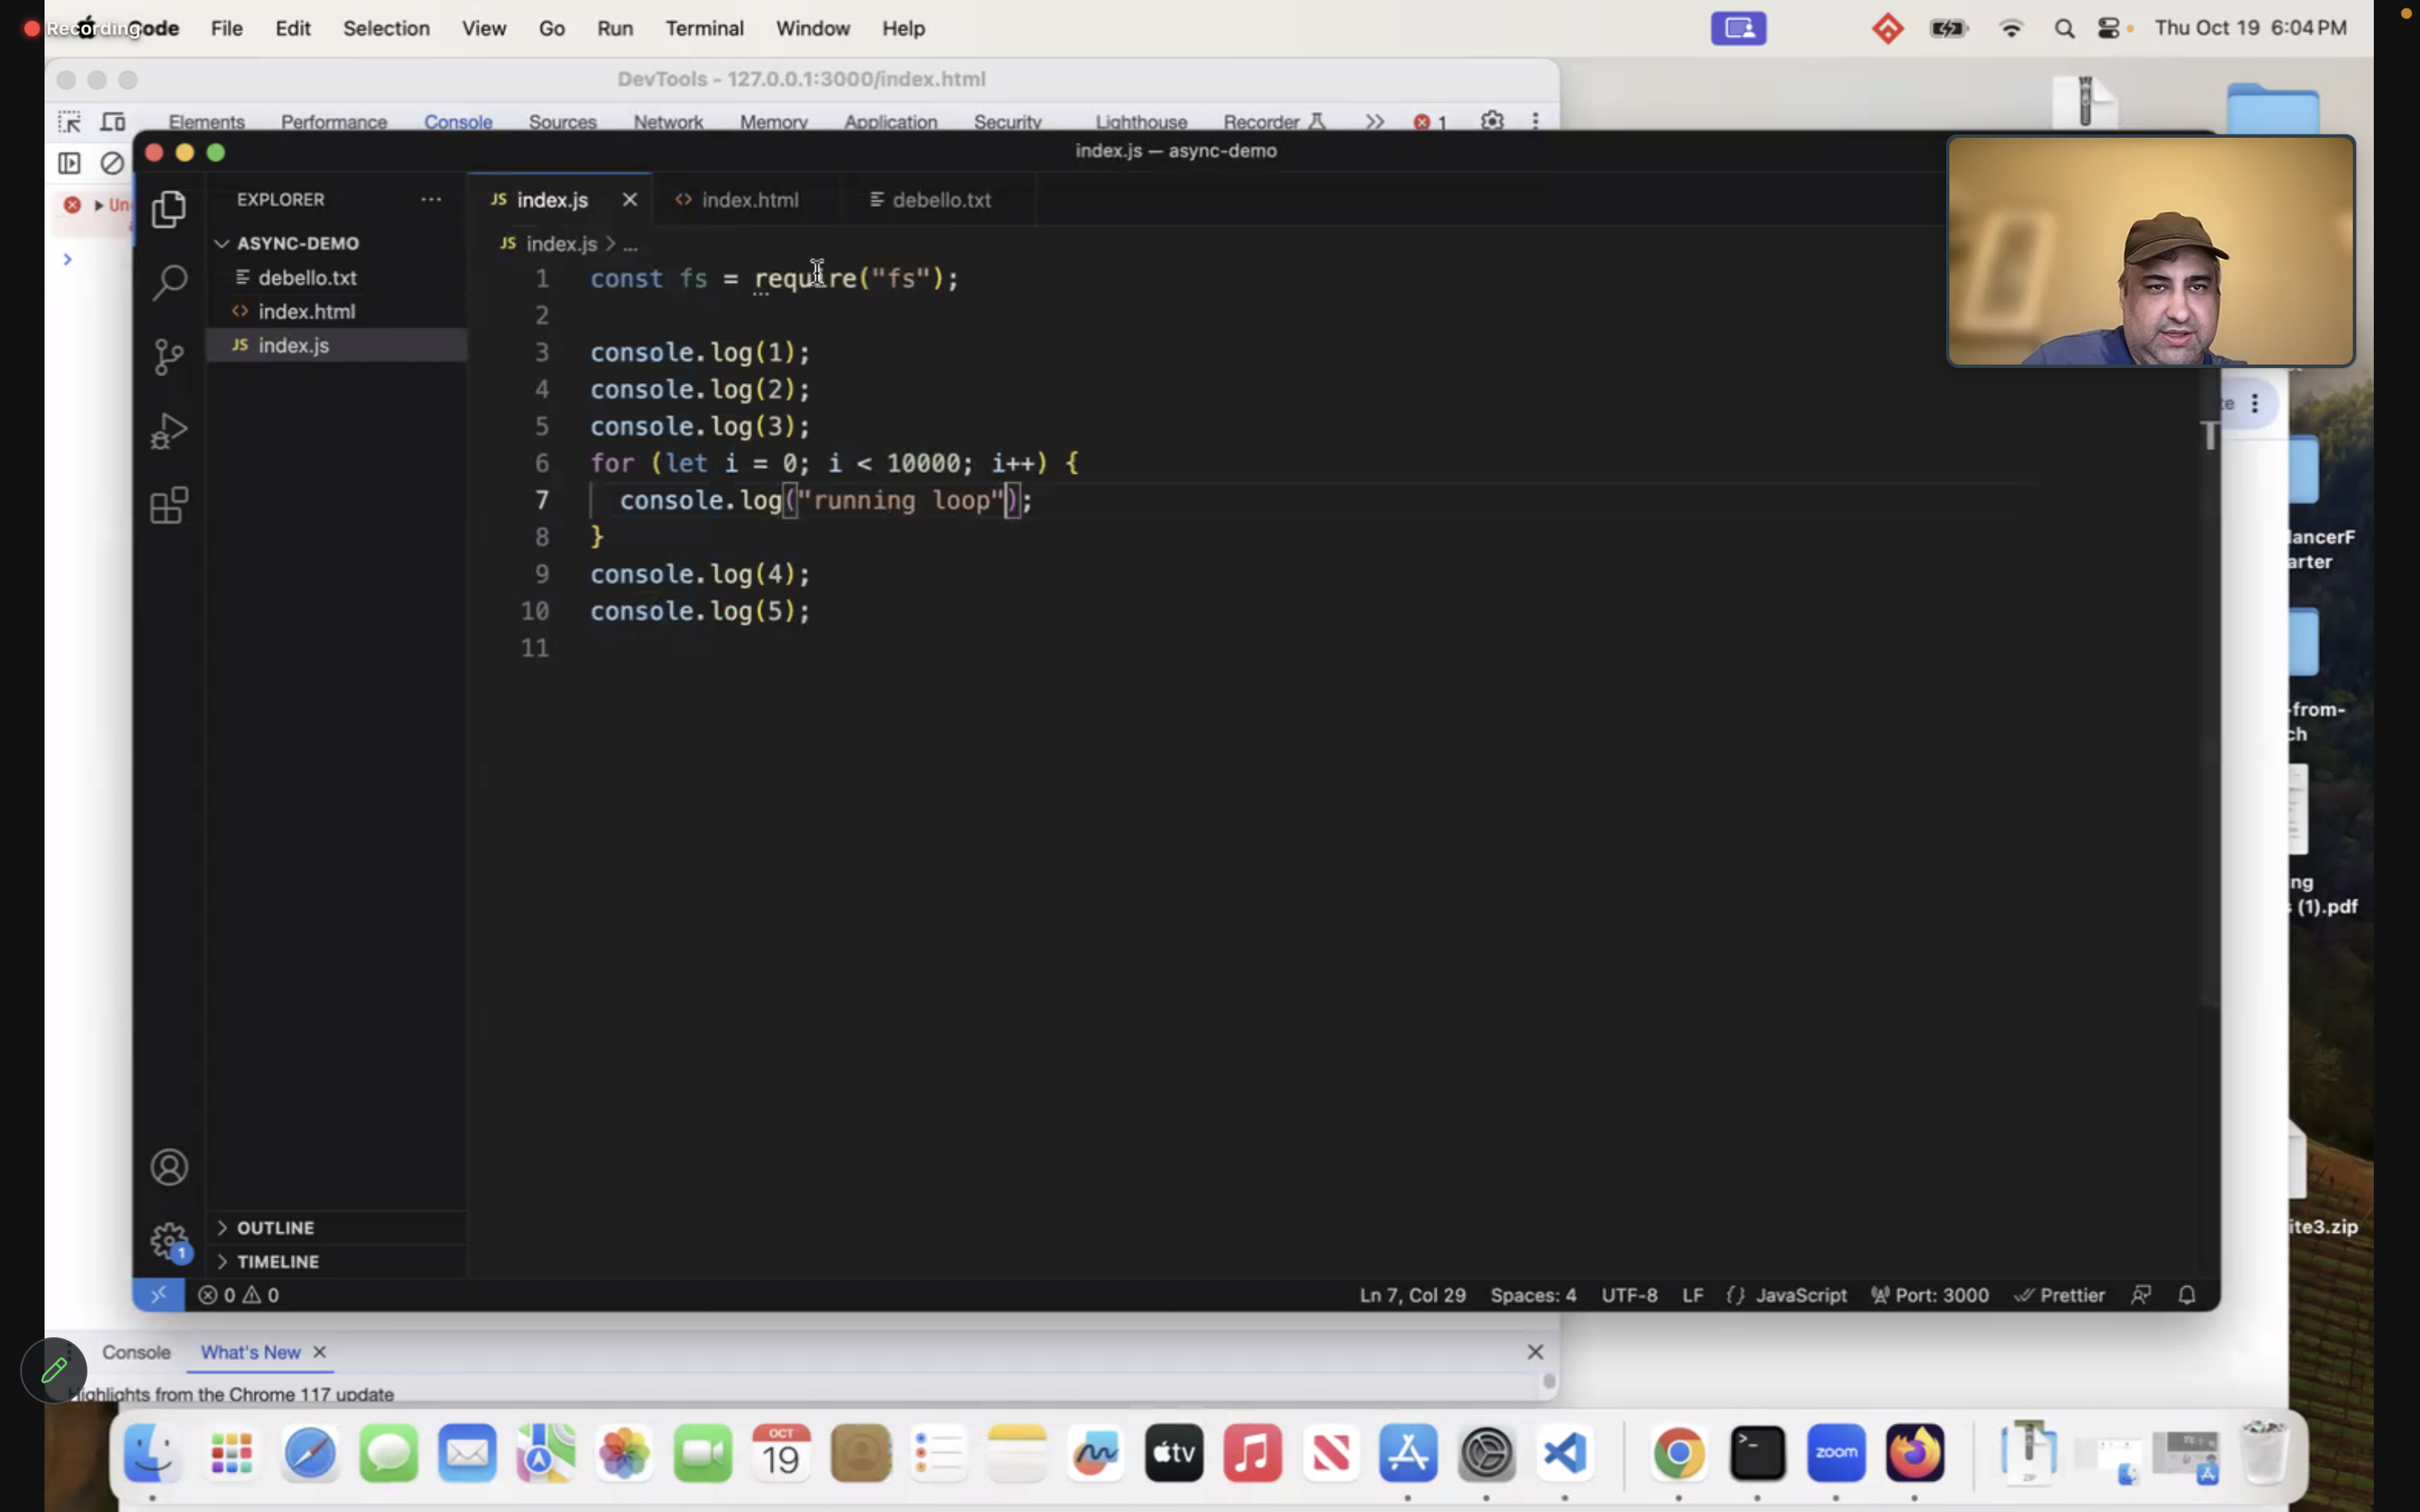 Recording
Code File Edit Selection View Go Run Terminal Window Help
Thu Oct 19 6:04 PM
DevTools - 127.0.0.1:3000/index.html
Elements Performance Console Sources Network Memory Application Security Lighthouse Recorder 1
index.js — async-demo
EXPLORER
JS index.js
<> index.html
debello.txt
ASYNC-DEMO
JS index.js > ...
debello.txt
<> index.html
JS index.js
1 const fs = require("fs");
2
3 console.log(1);
4 console.log(2);
5 console.log(3);
6 for (let i = 0; i < 10000; i++) {
7 console.log("running loop");
8 }
9 console.log(4);
10 console.log(5);
11
lancerF
arter
-from-
ch
ng
s (1).pdf
ite3.zip
OUTLINE
TIMELINE
1
0 0
Ln 7, Col 29 Spaces: 4 UTF-8 LF {} JavaScript Port: 3000 Prettier
Console What's New
Highlights from the Chrome 117 update
OCT
19
tv
zoom
ZIP